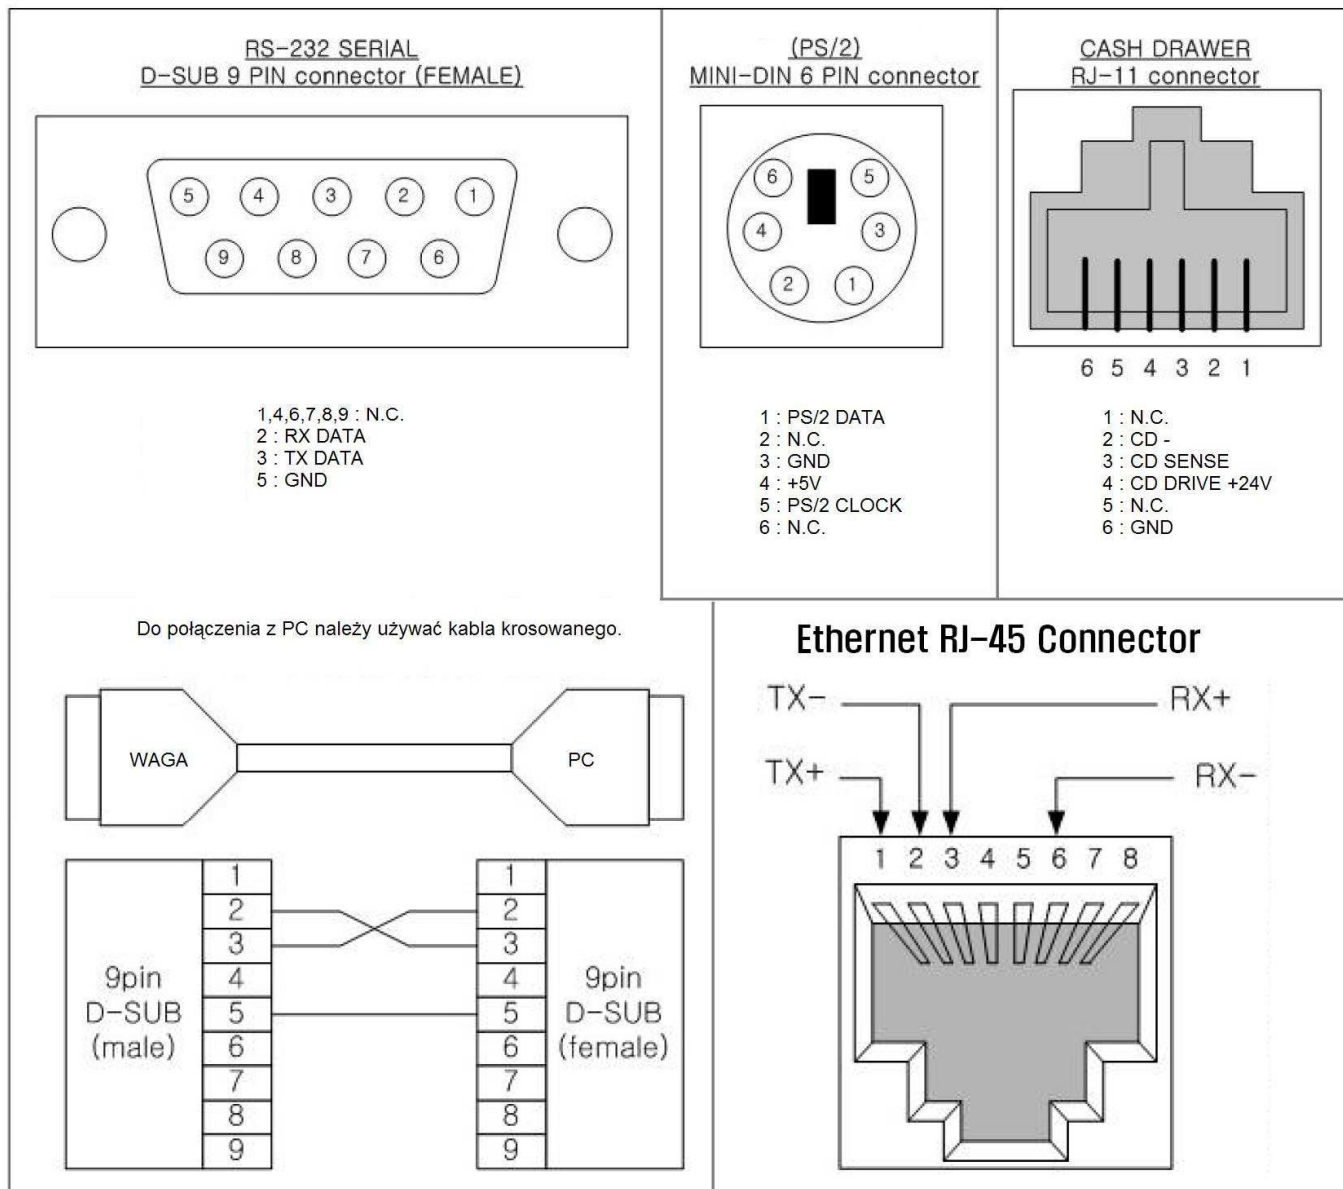 RS-232 SERIAL
D-SUB 9 PIN connector (FEMALE)
5 4 3 2 1
9 8 7 6
1,4,6,7,8,9 : N.C.
2 : RX DATA
3 : TX DATA
5 : GND
(PS/2)
MINI-DIN 6 PIN connector
6 5
4 3
2 1
1 : PS/2 DATA
2 : N.C.
3 : GND
4 : +5V
5 : PS/2 CLOCK
6 : N.C.
CASH DRAWER
RJ-11 connector
6 5 4 3 2 1
1 : N.C.
2 : CD -
3 : CD SENSE
4 : CD DRIVE +24V
5 : N.C.
6 : GND
Do połączenia z PC należy używać kabla krosowanego.
WAGA
PC
9pin
D-SUB
(male)
1
2
3
4
5
6
7
8
9
1
2
3
4
5
6
7
8
9
9pin
D-SUB
(female)
Ethernet RJ-45 Connector
TX- RX+
TX+ RX-
1 2 3 4 5 6 7 8